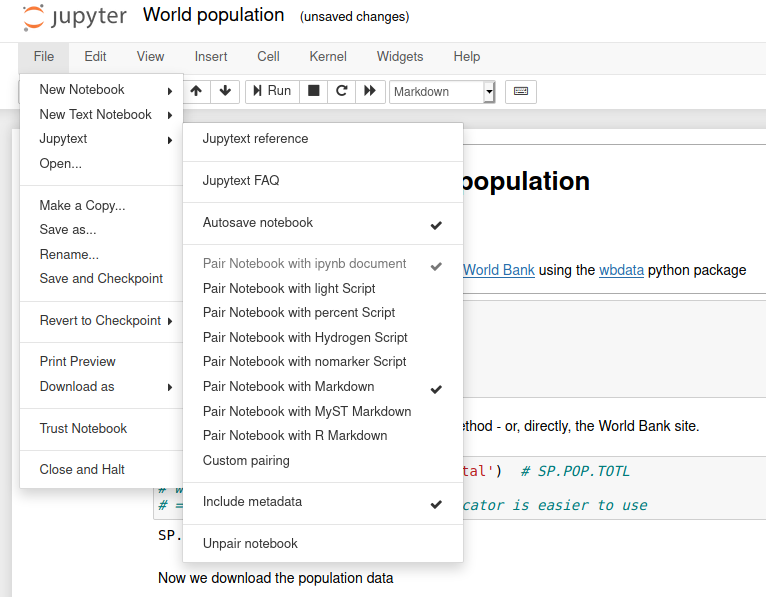 jupyter World population (unsaved changes)
File Edit View Insert Cell Kernel Widgets Help
Run Markdown
New Notebook
New Text Notebook
Jupytext
Open...
Make a Copy...
Save as...
Rename...
Save and Checkpoint
Revert to Checkpoint
Print Preview
Download as
Trust Notebook
Close and Halt
Jupytext reference
Jupytext FAQ
Autosave notebook
Pair Notebook with ipynb document
Pair Notebook with light Script
Pair Notebook with percent Script
Pair Notebook with Hydrogen Script
Pair Notebook with nomarker Script
Pair Notebook with Markdown
Pair Notebook with MyST Markdown
Pair Notebook with R Markdown
Custom pairing
Include metadata
Unpair notebook
population
World Bank using the wbdata python package
thod - or, directly, the World Bank site.
tal') # SP.POP.TOTL
# =
cator is easier to use
SP.
Now we download the population data